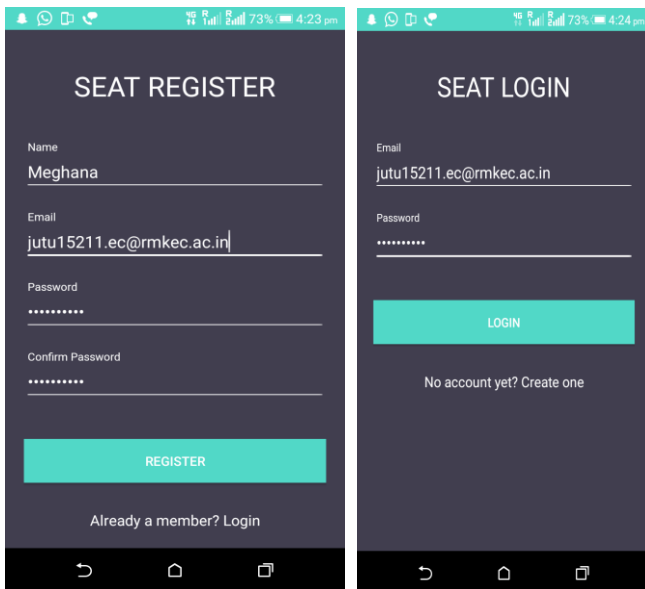 4G R R 73% 4:23 pm
SEAT REGISTER
Name
Meghana
Email
jutu15211.ec@rmkec.ac.in
Password
••••••••••
Confirm Password
••••••••••
REGISTER
Already a member? Login
4G R R 73% 4:24 pm
SEAT LOGIN
Email
jutu15211.ec@rmkec.ac.in
Password
••••••••••
LOGIN
No account yet? Create one